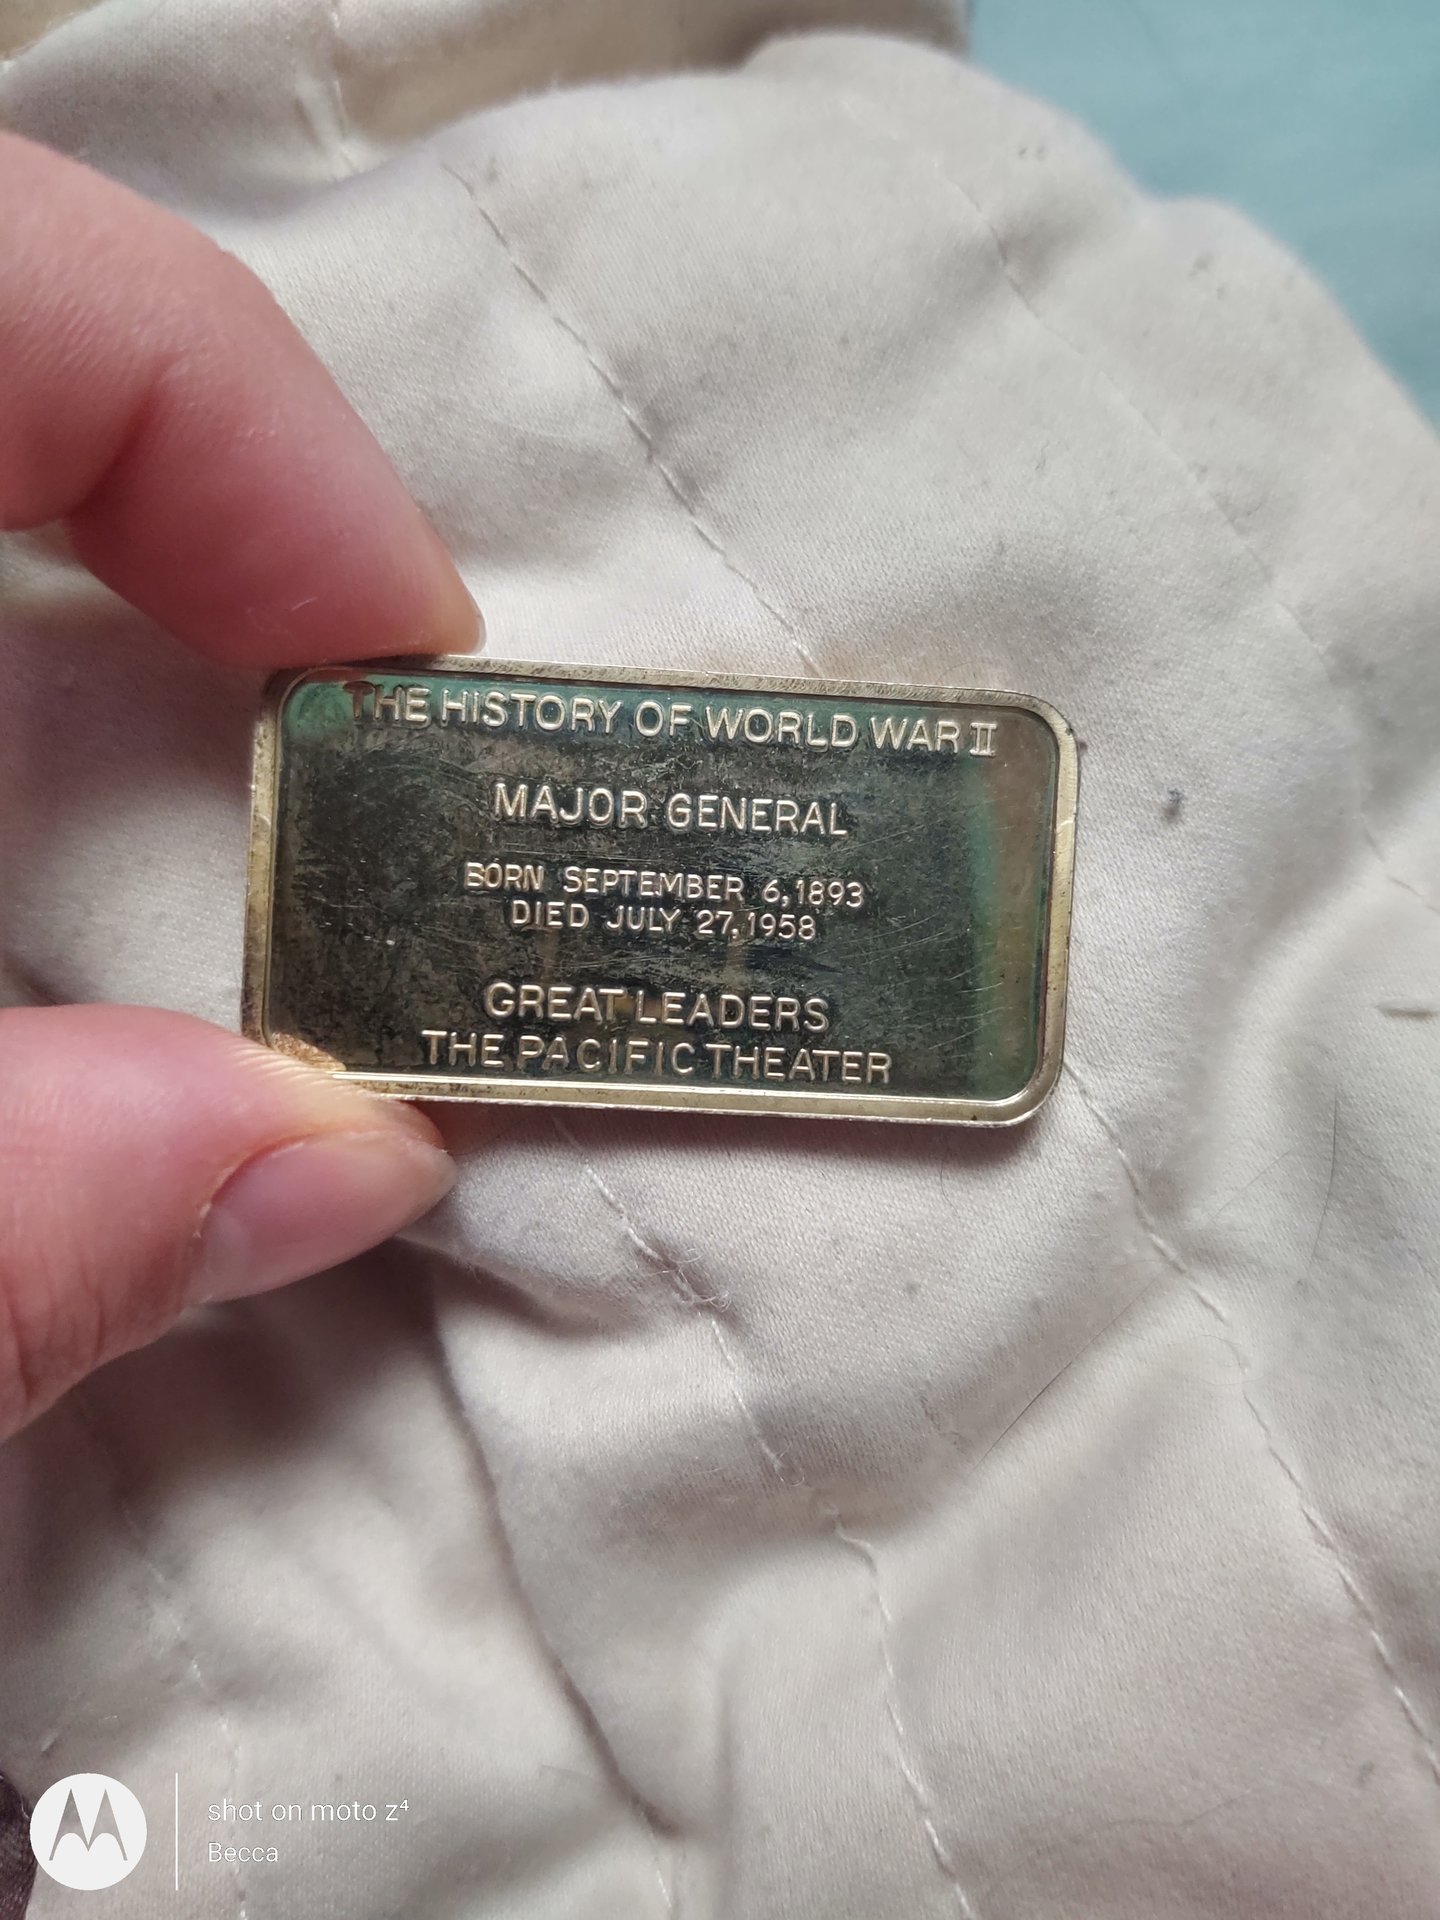 THE HISTORY OF WORLD WAR II
MAJOR GENERAL
BORN SEPTEMBER 6, 1893
DIED JULY 27, 1958
GREAT LEADERS
THE PACIFIC THEATER
shot on moto z⁴
Becca